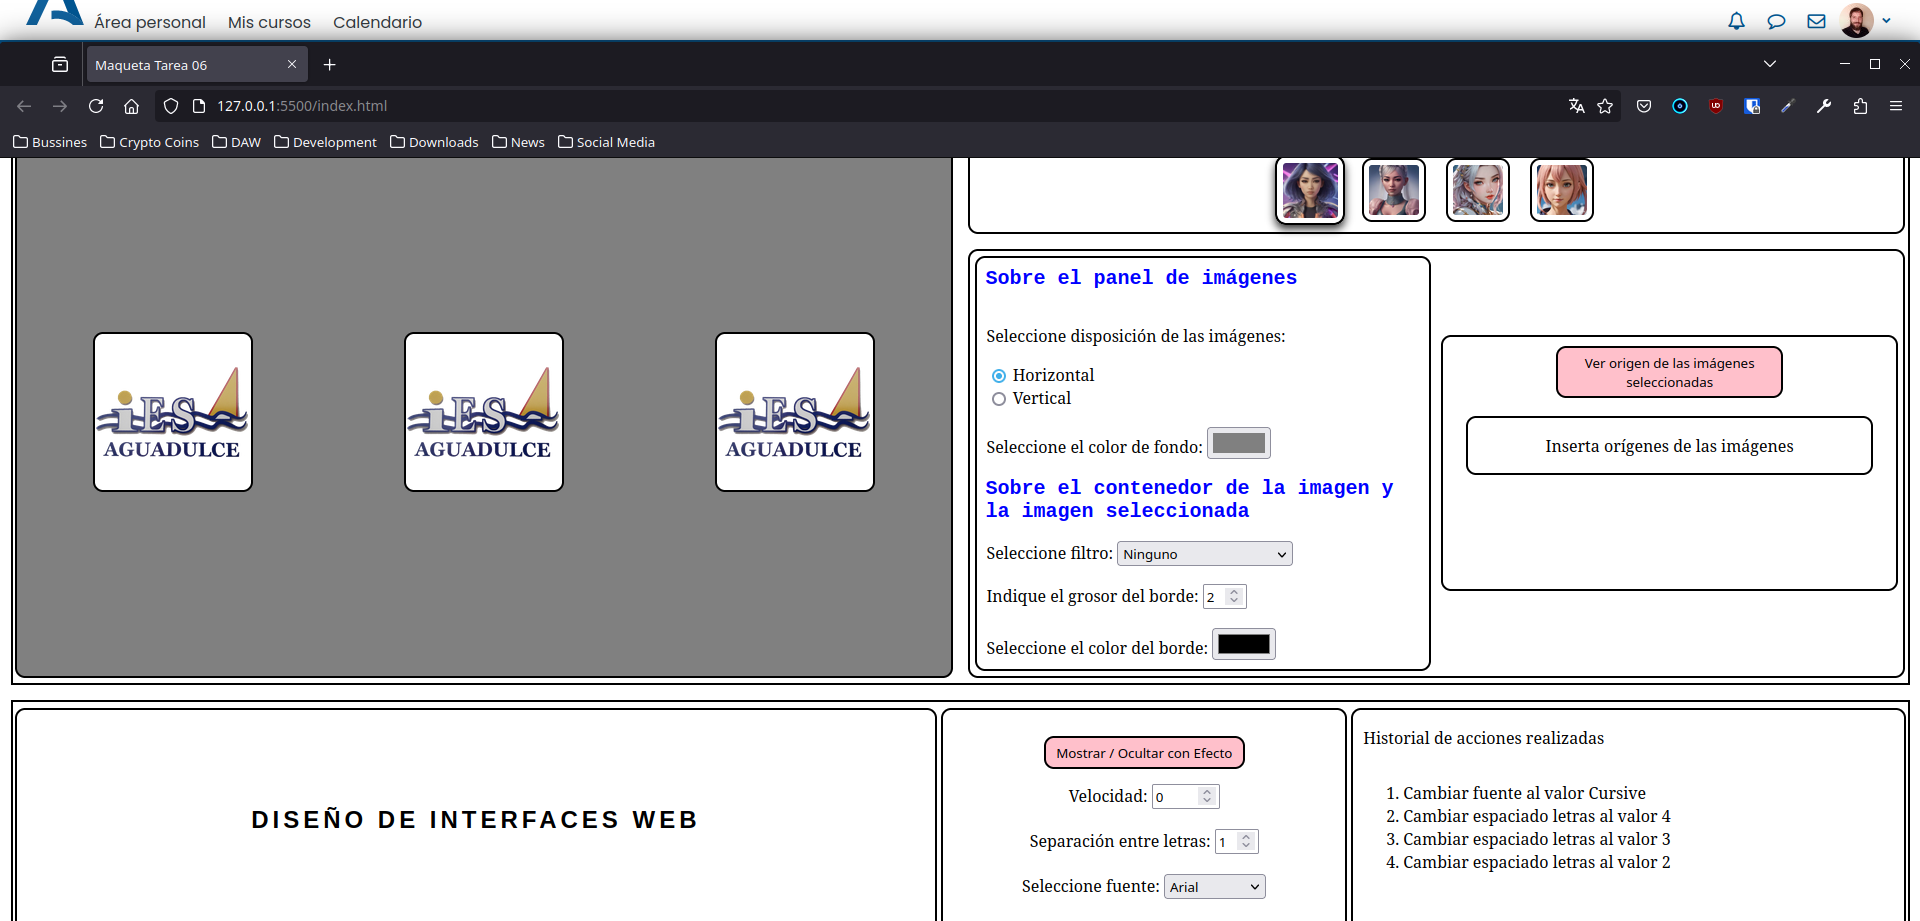 Área personal Mis cursos Calendario
Maqueta Tarea 06
127.0.0.1:5500/index.html
Bussines Crypto Coins DAW Development Downloads News Social Media
iES
AGUADULCE
iES
AGUADULCE
iES
AGUADULCE
Sobre el panel de imágenes
Seleccione disposición de las imágenes:
Horizontal
Vertical
Seleccione el color de fondo:
Sobre el contenedor de la imagen y
la imagen seleccionada
Seleccione filtro: Ninguno
Indique el grosor del borde: 2
Seleccione el color del borde:
Ver origen de las imágenes
seleccionadas
Inserta orígenes de las imágenes
DISEÑO DE INTERFACES WEB
Mostrar / Ocultar con Efecto
Velocidad: 0
Separación entre letras: 1
Seleccione fuente: Arial
Historial de acciones realizadas
1. Cambiar fuente al valor Cursive
2. Cambiar espaciado letras al valor 4
3. Cambiar espaciado letras al valor 3
4. Cambiar espaciado letras al valor 2